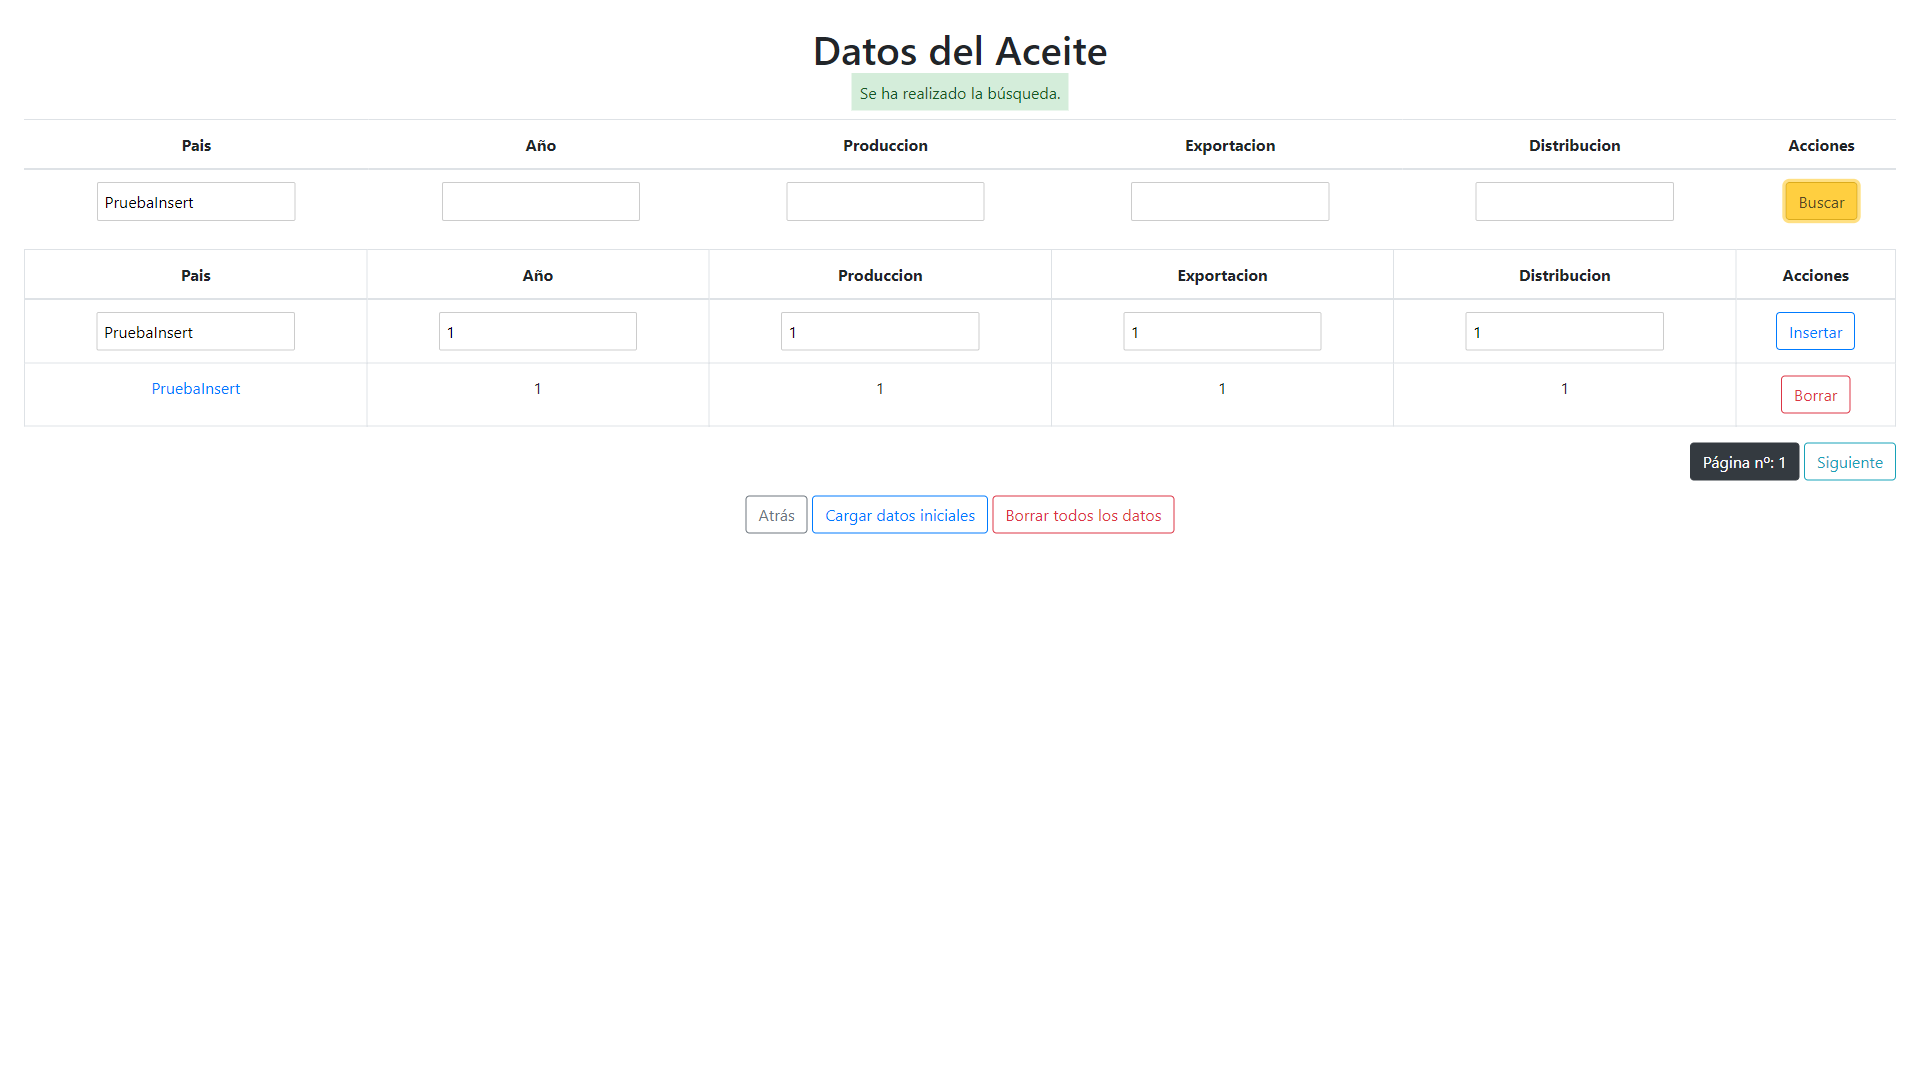 Datos del Aceite
Se ha realizado la búsqueda.
Pais Año Produccion Exportacion Distribucion Acciones
PruebaInsert Buscar
Pais Año Produccion Exportacion Distribucion Acciones
PruebaInsert 1 1 1 1 Insertar
PruebaInsert 1 1 1 1 Borrar
Página nº: 1 Siguiente
Atrás Cargar datos iniciales Borrar todos los datos